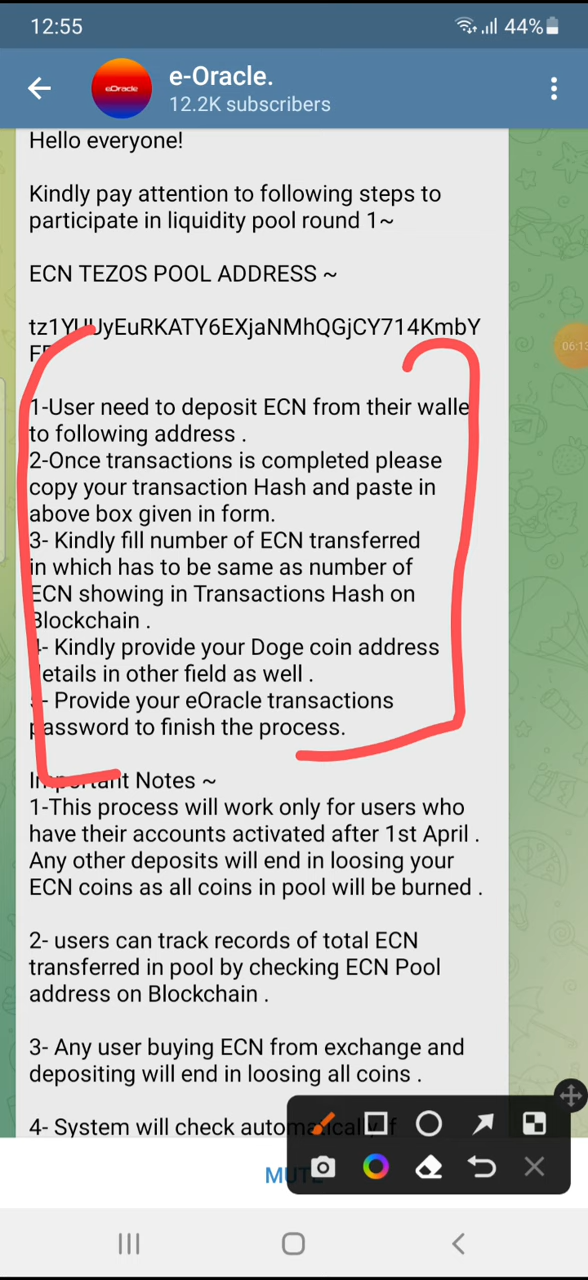 12:55
44%
eOracle
e-Oracle.
12.2K subscribers
Hello everyone!
Kindly pay attention to following steps to
participate in liquidity pool round 1~
ECN TEZOS POOL ADDRESS ~
06:13
1-User need to deposit ECN from their walle
to following address .
2-Once transactions is completed please
copy your transaction Hash and paste in
above box given in form.
3- Kindly fill number of ECN transferred
in which has to be same as number of
ECN showing in Transactions Hash on
Blockchain .
- Kindly provide your Doge coin address
details in other field as well .
- Provide your eOracle transactions
password to finish the process.
Important Notes ~
1-This process will work only for users who
have their accounts activated after 1st April .
Any other deposits will end in loosing your
ECN coins as all coins in pool will be burned .
2- users can track records of total ECN
transferred in pool by checking ECN Pool
address on Blockchain .
3- Any user buying ECN from exchange and
depositing will end in loosing all coins .
4- System will check automatically if
MUTE